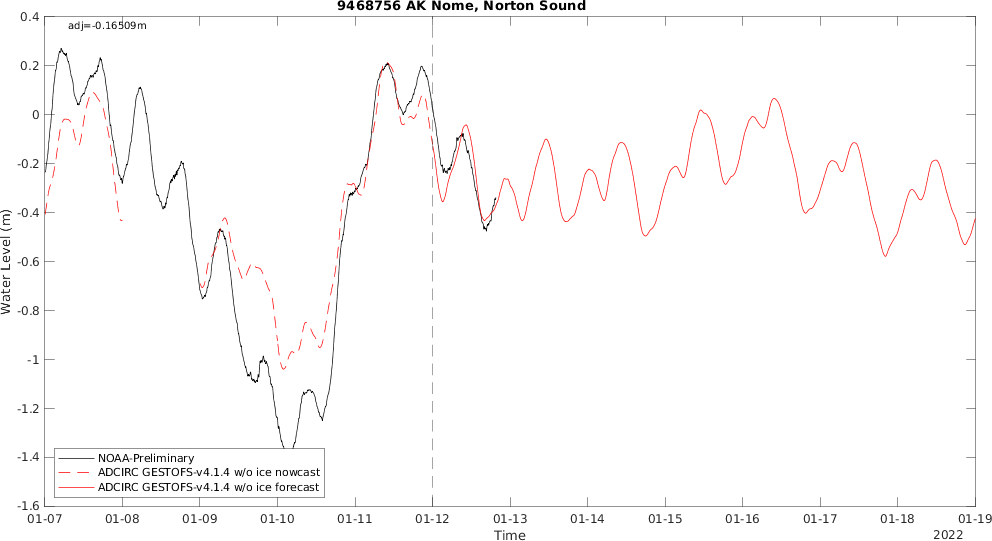 9468756 AK Nome, Norton Sound
adj=-0.16509m
0.4
0.2
0
-0.2
-0.4
-0.6
-0.8
-1
-1.2
-1.4
-1.6
Water Level (m)
NOAA-Preliminary
ADCIRC GESTOFS-v4.1.4 w/o ice nowcast
ADCIRC GESTOFS-v4.1.4 w/o ice forecast
01-07 01-08 01-09 01-10 01-11 01-12 01-13 01-14 01-15 01-16 01-17 01-18 01-19
Time
2022